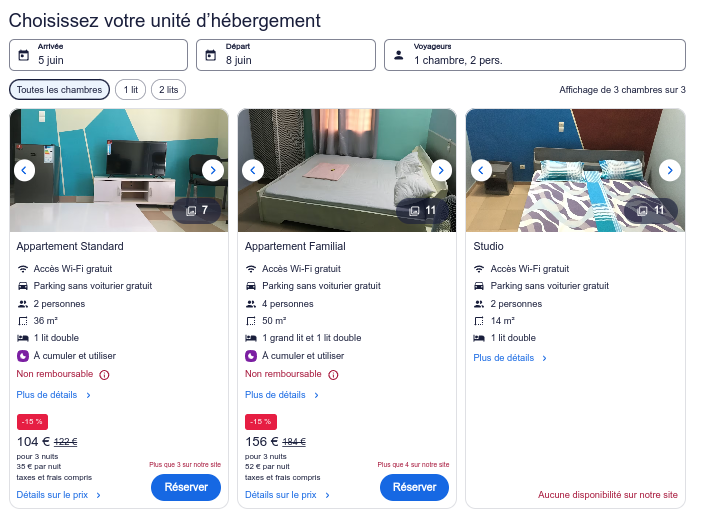 Choisissez votre unité d'hébergement
Arrivée
5 juin
Départ
8 juin
Voyageurs
1 chambre, 2 pers.
Toutes les chambres
1 lit
2 lits
Affichage de 3 chambres sur 3
7
Appartement Standard
Accès Wi-Fi gratuit
Parking sans voiturier gratuit
2 personnes
36 m²
1 lit double
À cumuler et utiliser
Non remboursable
Plus de détails
-15 %
104 € 122 €
pour 3 nuits
35 € par nuit
taxes et frais compris
Détails sur le prix
Plus que 3 sur notre site
Réserver
11
Appartement Familial
Accès Wi-Fi gratuit
Parking sans voiturier gratuit
4 personnes
50 m²
1 grand lit et 1 lit double
À cumuler et utiliser
Non remboursable
Plus de détails
-15 %
156 € 184 €
pour 3 nuits
52 € par nuit
taxes et frais compris
Détails sur le prix
Plus que 4 sur notre site
Réserver
11
Studio
Accès Wi-Fi gratuit
Parking sans voiturier gratuit
2 personnes
14 m²
1 lit double
Plus de détails
Aucune disponibilité sur notre site